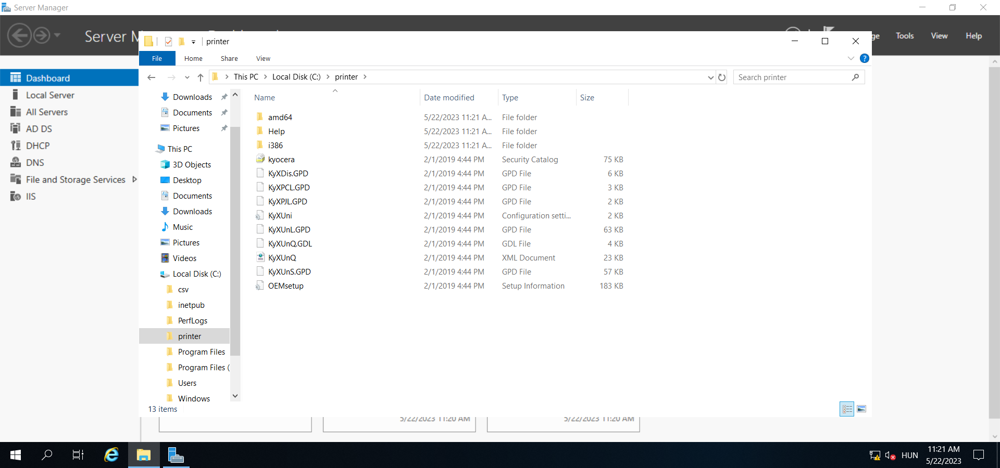 Server Manager
Server M
ge
Tools
View
Help
printer
File
Home
Share
View
This PC
Local Disk (C:)
printer
Search printer
Dashboard
Local Server
All Servers
AD DS
DHCP
DNS
File and Storage Services
IIS
Downloads
Documents
Pictures
This PC
3D Objects
Desktop
Documents
Downloads
Music
Pictures
Videos
Local Disk (C:)
csv
inetpub
PerfLogs
printer
Program Files
Program Files (
Users
Windows
Name Date modified Type Size
amd64 5/22/2023 11:21 A... File folder
Help 5/22/2023 11:21 A... File folder
i386 5/22/2023 11:21 A... File folder
kyocera 2/1/2019 4:44 PM Security Catalog 75 KB
KyXDis.GPD 2/1/2019 4:44 PM GPD File 6 KB
KyXPCL.GPD 2/1/2019 4:44 PM GPD File 3 KB
KyXPJL.GPD 2/1/2019 4:44 PM GPD File 2 KB
KyXUni 2/1/2019 4:44 PM Configuration setti... 2 KB
KyXUnL.GPD 2/1/2019 4:44 PM GPD File 63 KB
KyXUnQ.GDL 2/1/2019 4:44 PM GDL File 4 KB
KyXUnQ 2/1/2019 4:44 PM XML Document 23 KB
KyXUnS.GPD 2/1/2019 4:44 PM GPD File 57 KB
OEMsetup 2/1/2019 4:44 PM Setup Information 183 KB
13 items
5/22/2023 11:20 AM
5/22/2023 11:20 AM
HUN
11:21 AM
5/22/2023